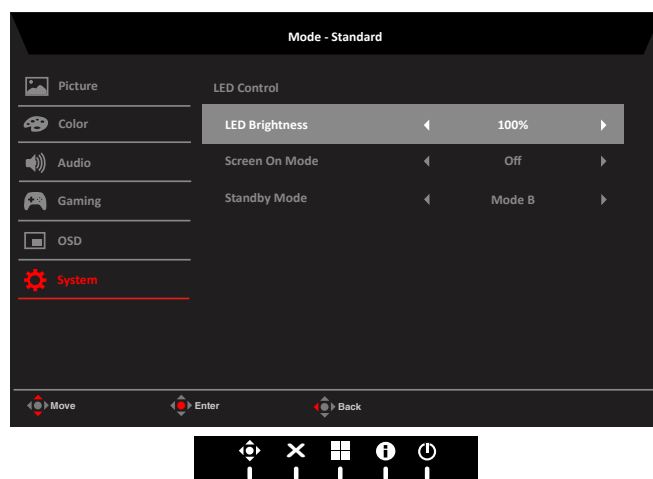 Mode - Standard
Picture
LED Control
Color
LED Brightness 100%
Audio
Screen On Mode Off
Gaming
Standby Mode Mode B
OSD
System
Move Enter Back